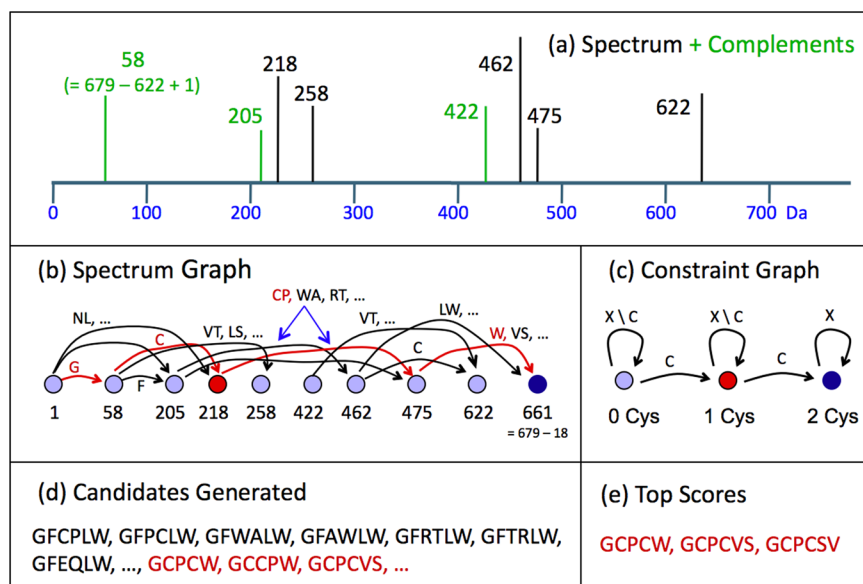 (a) Spectrum + Complements
58
(= 679 – 622 + 1)
218
462
258
205
422
475
622
0 100 200 300 400 500 600 700 Da
(b) Spectrum Graph
CP, WA, RT, ...
LW, ...
NL, ...
C
VT, LS, ...
VT, ...
W, VS, ...
G
F
C
1 58 205 218 258 422 462 475 622 661
= 679 – 18
(c) Constraint Graph
X \ C X \ C X
C C
0 Cys 1 Cys 2 Cys
(d) Candidates Generated
GFCPLW, GFPCLW, GFWALW, GFAWLW, GFRTLW, GFTRLW,
GFEQLW, ..., GCPCW, GCCPW, GCPCVS, ...
(e) Top Scores
GCPCW, GCPCVS, GCPCSV